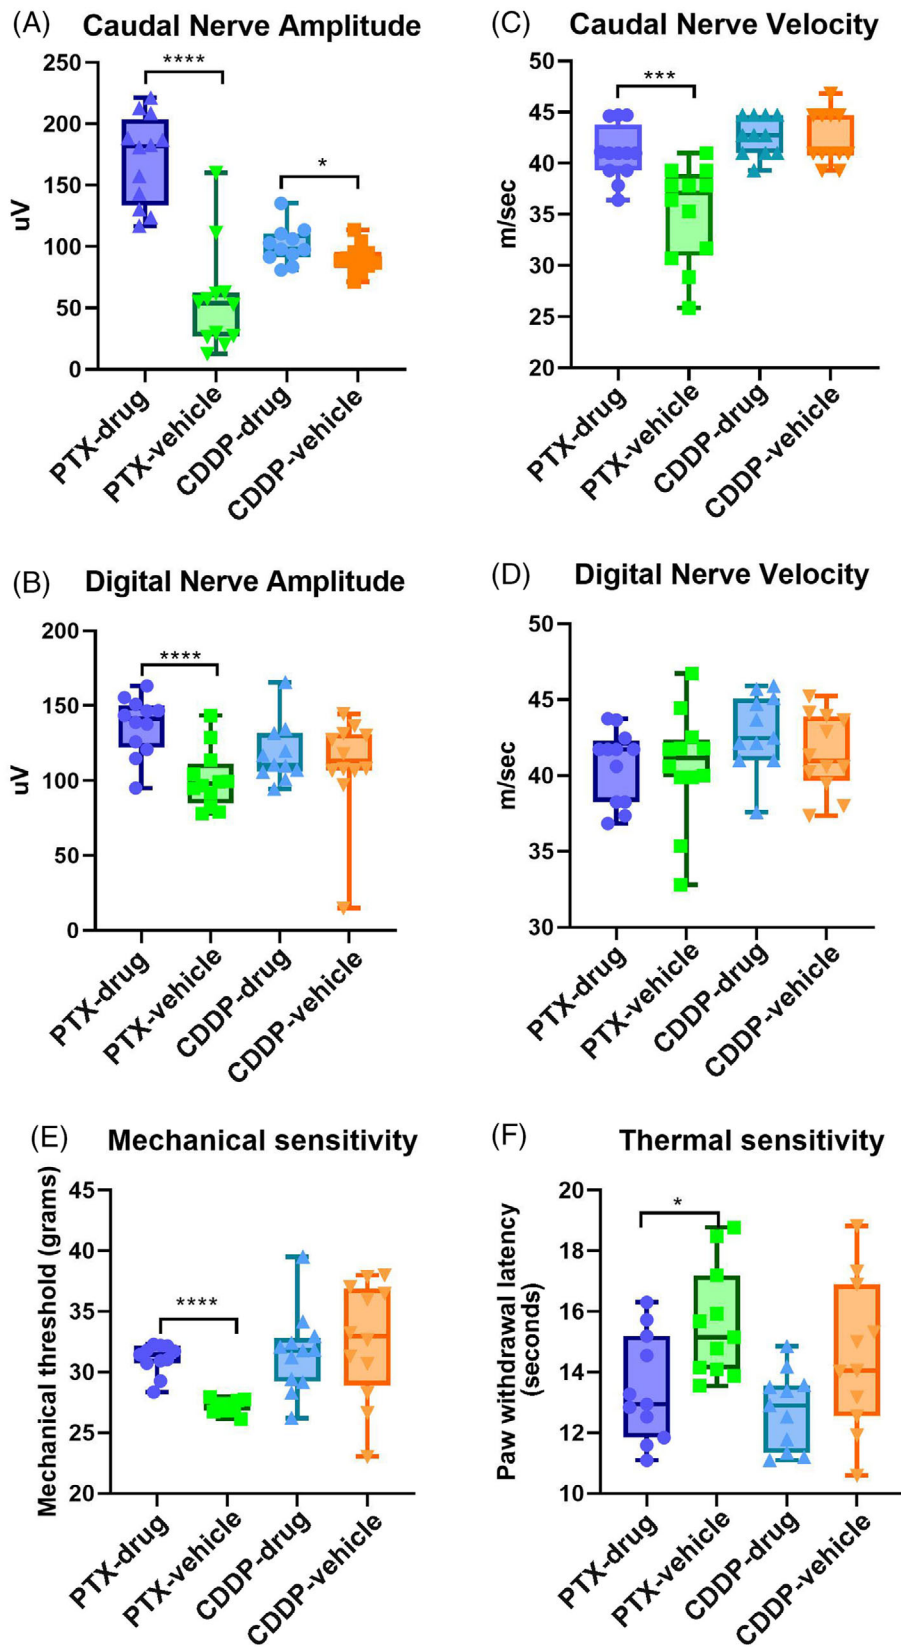 (A) Caudal Nerve Amplitude
250
200
150
100
50
0
uV
****
*
PTX-drug
PTX-vehicle
CDDP-drug
CDDP-vehicle
(C) Caudal Nerve Velocity
50
45
40
35
30
25
20
m/sec
***
PTX-drug
PTX-vehicle
CDDP-drug
CDDP-vehicle
(B) Digital Nerve Amplitude
200
150
100
50
0
uV
****
PTX-drug
PTX-vehicle
CDDP-drug
CDDP-vehicle
(D) Digital Nerve Velocity
50
45
40
35
30
m/sec
PTX-drug
PTX-vehicle
CDDP-drug
CDDP-vehicle
(E) Mechanical sensitivity
45
40
35
30
25
20
Mechanical threshold (grams)
****
PTX-drug
PTX-vehicle
CDDP-drug
CDDP-vehicle
(F) Thermal sensitivity
20
18
16
14
12
10
Paw withdrawal latency
(seconds)
*
PTX-drug
PTX-vehicle
CDDP-drug
CDDP-vehicle